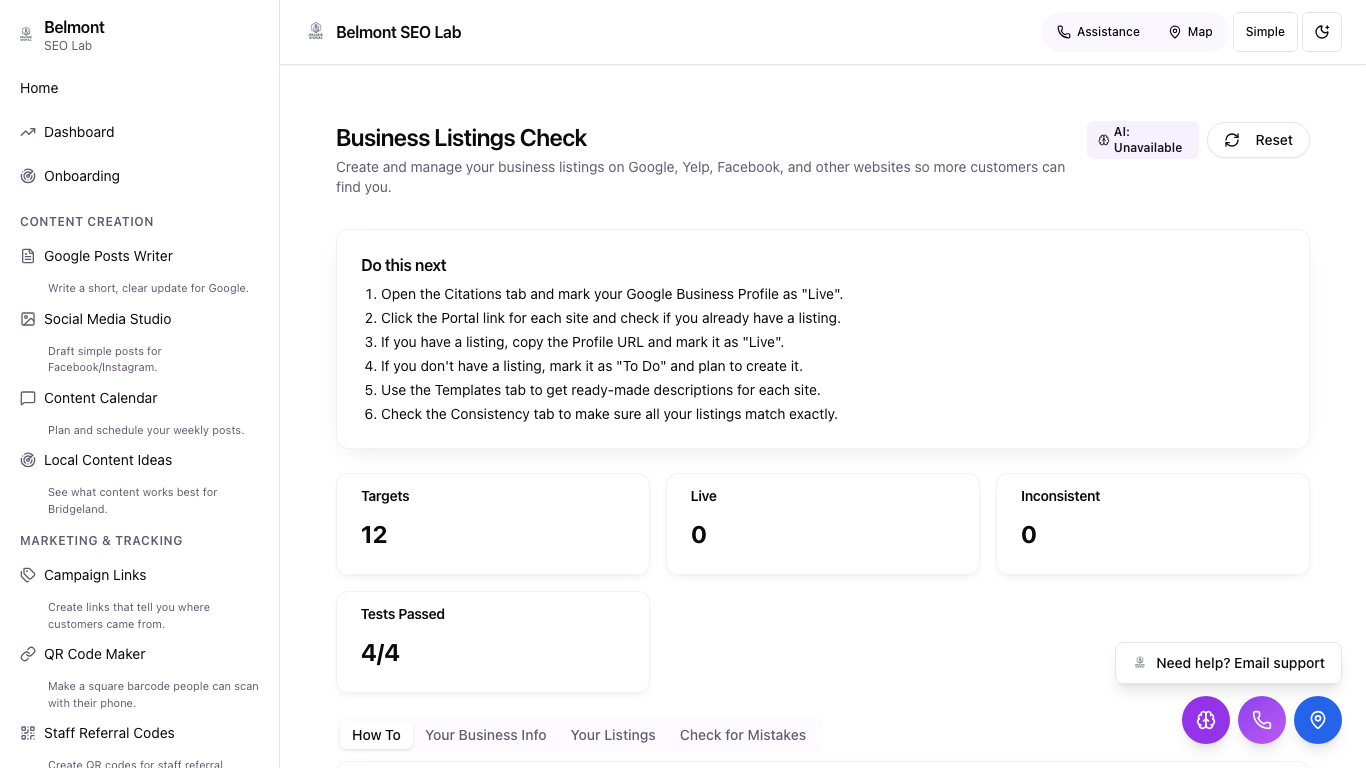 Belmont
SEO Lab
Home
Dashboard
Onboarding
CONTENT CREATION
Google Posts Writer
Write a short, clear update for Google.
Social Media Studio
Draft simple posts for
Facebook/Instagram.
Content Calendar
Plan and schedule your weekly posts.
Local Content Ideas
See what content works best for
Bridgeland.
MARKETING & TRACKING
Campaign Links
Create links that tell you where
customers came from.
QR Code Maker
Make a square barcode people can scan
with their phone.
Staff Referral Codes
Create QR codes for staff referral
Belmont SEO Lab
Assistance
Map
Simple
Business Listings Check
Create and manage your business listings on Google, Yelp, Facebook, and other websites so more customers can
find you.
AI:
Unavailable
Reset
Do this next
1. Open the Citations tab and mark your Google Business Profile as "Live".
2. Click the Portal link for each site and check if you already have a listing.
3. If you have a listing, copy the Profile URL and mark it as "Live".
4. If you don't have a listing, mark it as "To Do" and plan to create it.
5. Use the Templates tab to get ready-made descriptions for each site.
6. Check the Consistency tab to make sure all your listings match exactly.
Targets
12
Live
0
Inconsistent
0
Tests Passed
4/4
Need help? Email support
How To
Your Business Info
Your Listings
Check for Mistakes